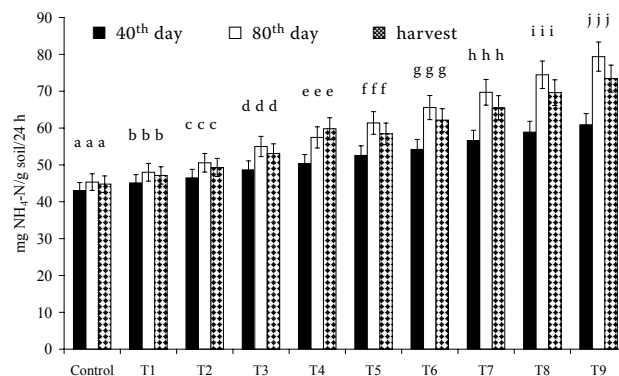 90
80
70
60
50
40
30
20
10
0
mg NH₄-N/g soil/24 h
40ᵗʰ day
80ᵗʰ day
harvest
a a a
b b b
c c c
d d d
e e e
f f f
g g g
h h h
i i i
j j j
Control T1 T2 T3 T4 T5 T6 T7 T8 T9